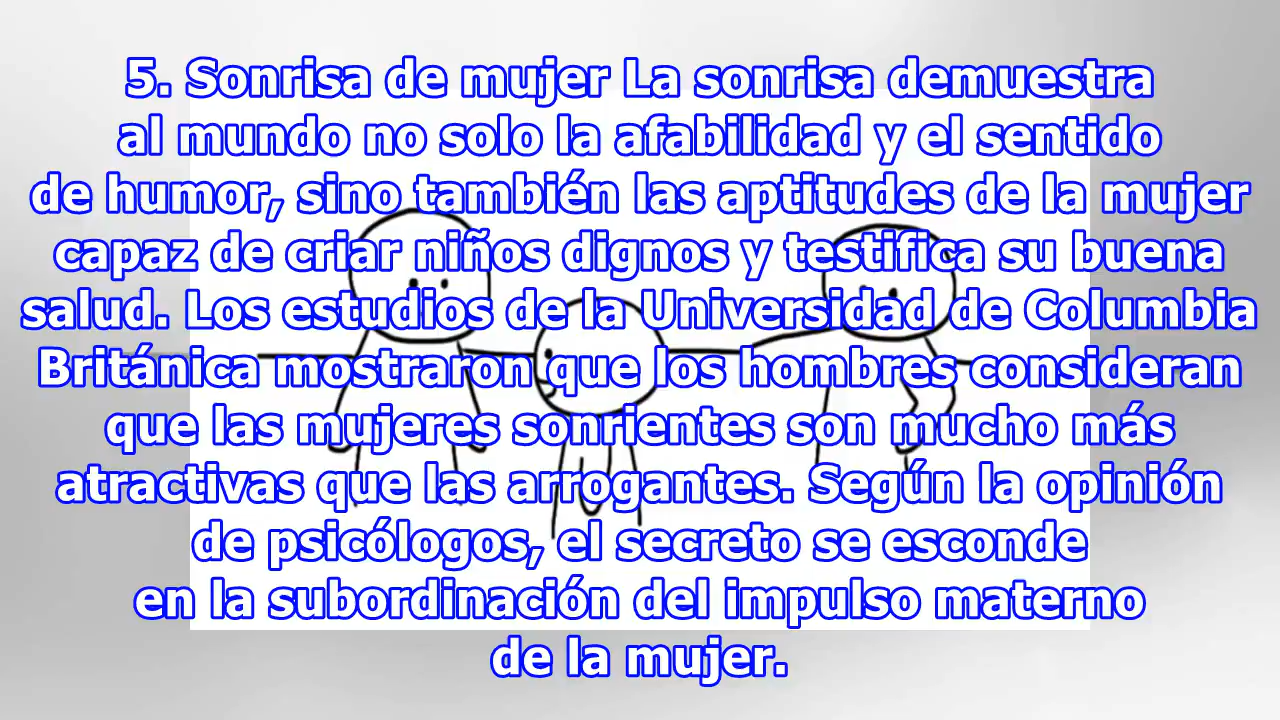 5. Sonrisa de mujer La sonrisa demuestra
al mundo no solo la afabilidad y el sentido
de humor, sino también las aptitudes de la mujer
capaz de criar niños dignos y testifica su buena
salud. Los estudios de la Universidad de Columbia
Británica mostraron que los hombres consideran
que las mujeres sonrientes son mucho más
atractivas que las arrogantes. Según la opinión
de psicólogos, el secreto se esconde
en la subordinación del impulso materno
de la mujer.